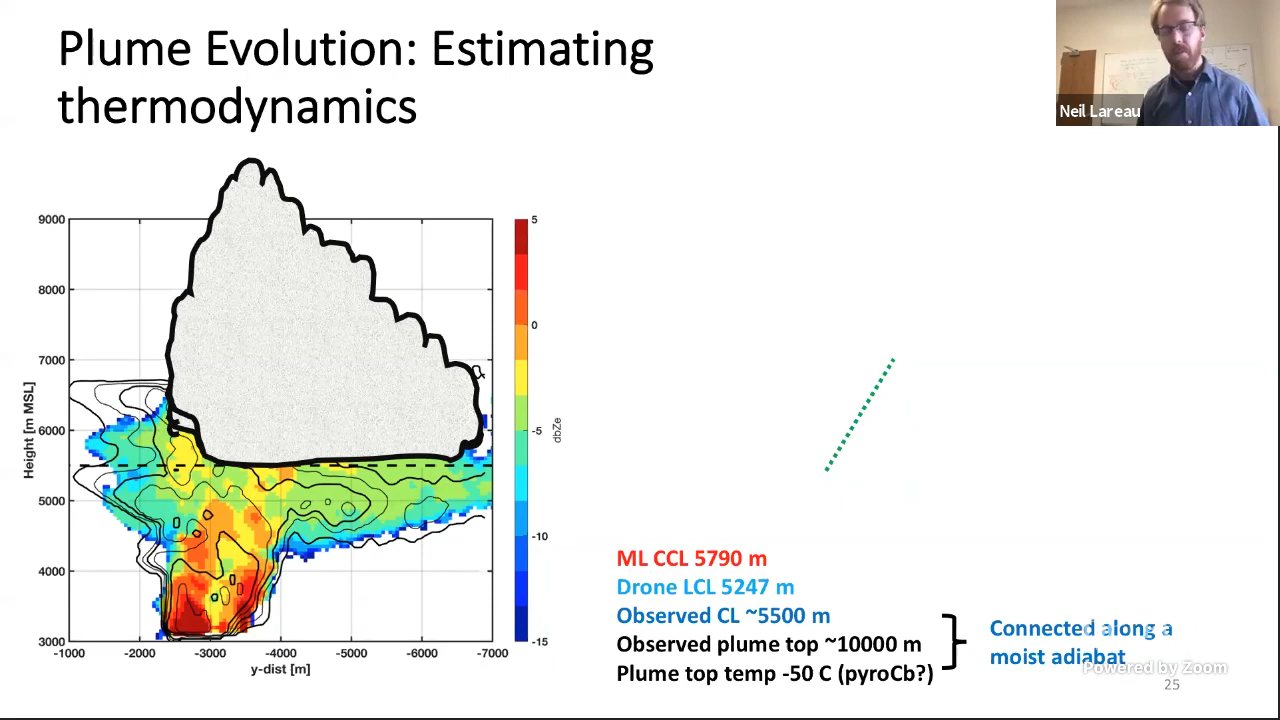 Plume Evolution: Estimating
thermodynamics
Neil Lareau
9000
8000
7000
6000
5000
4000
3000
Height [m MSL]
-1000
-2000
-3000
-4000
-5000
-6000
-7000
y-dist [m]
5
0
-5
-10
-15
dbZe
ML CCL 5790 m
Drone LCL 5247 m
Observed CL ~5500 m
Observed plume top ~10000 m
Plume top temp -50 C (pyroCb?)
Connected along a
moist adiabat
Powered by Zoom
25